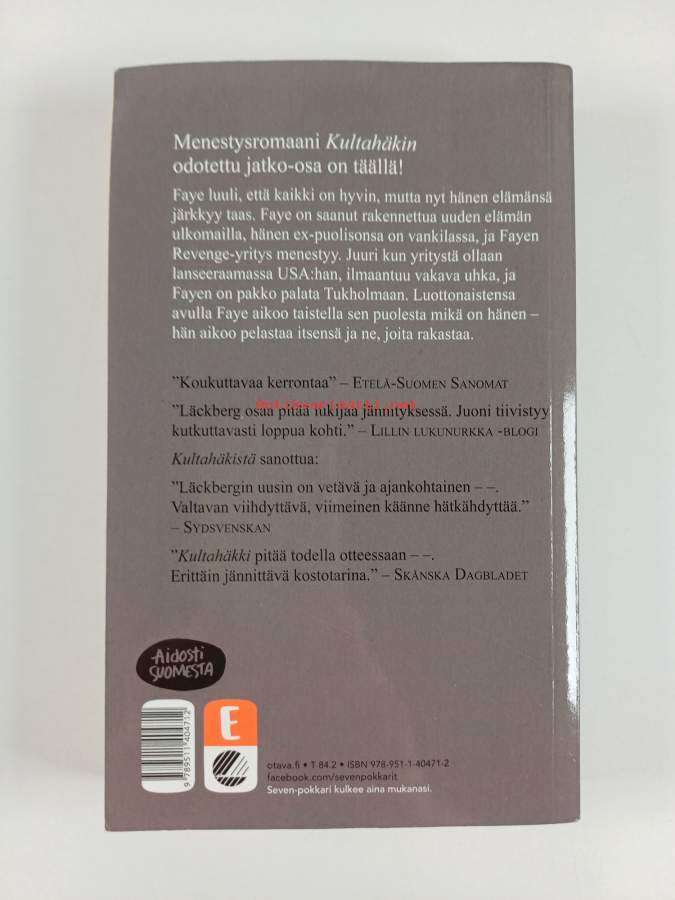 Menestysromaani Kultahäkin
odotettu jatko-osa on täällä!
Faye luuli, että kaikki on hyvin, mutta nyt hänen elämänsä
järkkyy taas. Faye on saanut rakennettua uuden elämän
ulkomailla, hänen ex-puolisonsa on vankilassa, ja Fayen
Revenge-yritys menestyy. Juuri kun yritystä ollaan
lanseeraamassa USA:han, ilmaantuu vakava uhka, ja
Fayen on pakko palata Tukholmaan. Luottonaistensa
avulla Faye aikoo taistella sen puolesta mikä on hänen –
hän aikoo pelastaa itsensä ja ne, joita rakastaa.
”Koukuttavaa kerrontaa” – ETELÄ-SUOMEN SANOMAT
”Läckberg osaa pitää lukijaa jännityksessä. Juoni tiivistyy
kutkuttavasti loppua kohti.” – LILLIN LUKUNURKKA -BLOGI
Kultahäkistä sanottua:
”Läckbergin uusin on vetävä ja ajankohtainen – –.
Valtavan viihdyttävä, viimeinen käänne hätkähdyttää.”
– SYDSVENSKAN
”Kultahäkki pitää todella otteessaan – –.
Erittäin jännittävä kostotarina.” – SKÅNSKA DAGBLADET
Aidosti
SUOMESTA
9 789511 404712
E
otava.fi • T 84.2 • ISBN 978-951-1-40471-2
facebook.com/sevenpokkarit
Seven-pokkari kulkee aina mukanasi.